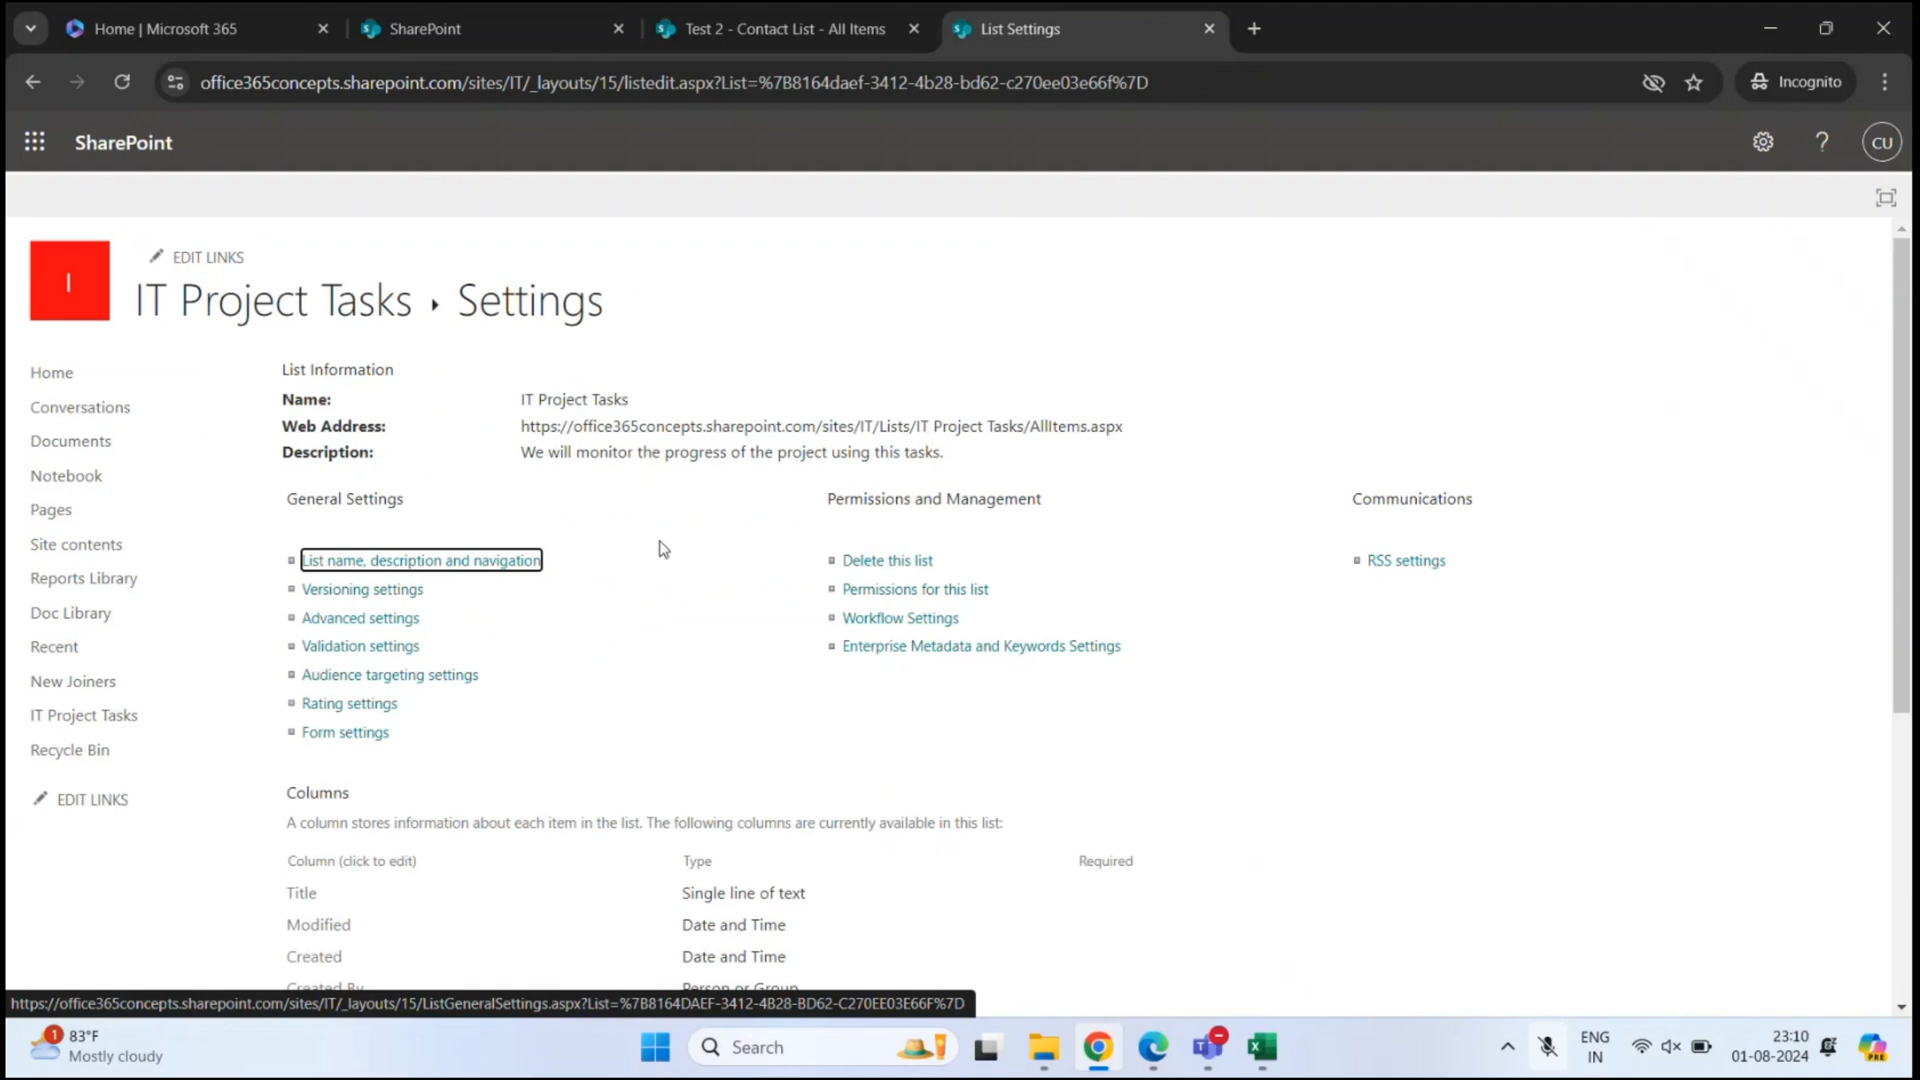 Home | Microsoft 365
SharePoint
Test 2 - Contact List - All Items
List Settings
office365concepts.sharepoint.com/sites/IT/_layouts/15/listedit.aspx?List=%7B8164daef-3412-4b28-bd62-c270ee03e66f%7D
Incognito
SharePoint
?
CU
I
EDIT LINKS
IT Project Tasks ▸ Settings
Home
Conversations
Documents
Notebook
Pages
Site contents
Reports Library
Doc Library
Recent
New Joiners
IT Project Tasks
Recycle Bin
EDIT LINKS
List Information
Name: IT Project Tasks
Web Address: https://office365concepts.sharepoint.com/sites/IT/Lists/IT Project Tasks/AllItems.aspx
Description: We will monitor the progress of the project using this tasks.
General Settings
List name, description and navigation
Versioning settings
Advanced settings
Validation settings
Audience targeting settings
Rating settings
Form settings
Permissions and Management
Delete this list
Permissions for this list
Workflow Settings
Enterprise Metadata and Keywords Settings
Communications
RSS settings
Columns
A column stores information about each item in the list. The following columns are currently available in this list:
Column (click to edit) Type Required
Title Single line of text
Modified Date and Time
Created Date and Time
Created By Person or Group
https://office365concepts.sharepoint.com/sites/IT/_layouts/15/ListGeneralSettings.aspx?List=%7B8164DAEF-3412-4B28-BD62-C270EE03E66F%7D
1
83°F
Mostly cloudy
Search
ENG
IN
23:10
01-08-2024
PRE